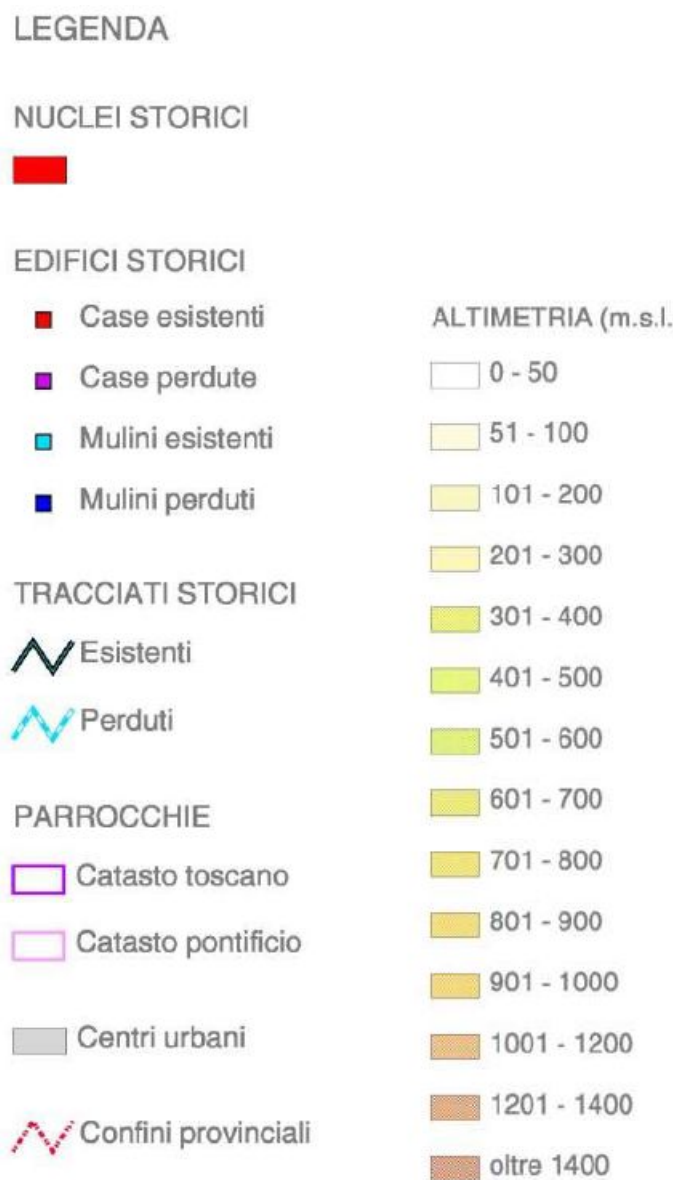 LEGENDA
NUCLEI STORICI
EDIFICI STORICI
Case esistenti
Case perdute
Mulini esistenti
Mulini perduti
TRACCIATI STORICI
Esistenti
Perduti
PARROCCHIE
Catasto toscano
Catasto pontificio
Centri urbani
Confini provinciali
ALTIMETRIA (m.s.l.
0 - 50
51 - 100
101 - 200
201 - 300
301 - 400
401 - 500
501 - 600
601 - 700
701 - 800
801 - 900
901 - 1000
1001 - 1200
1201 - 1400
oltre 1400